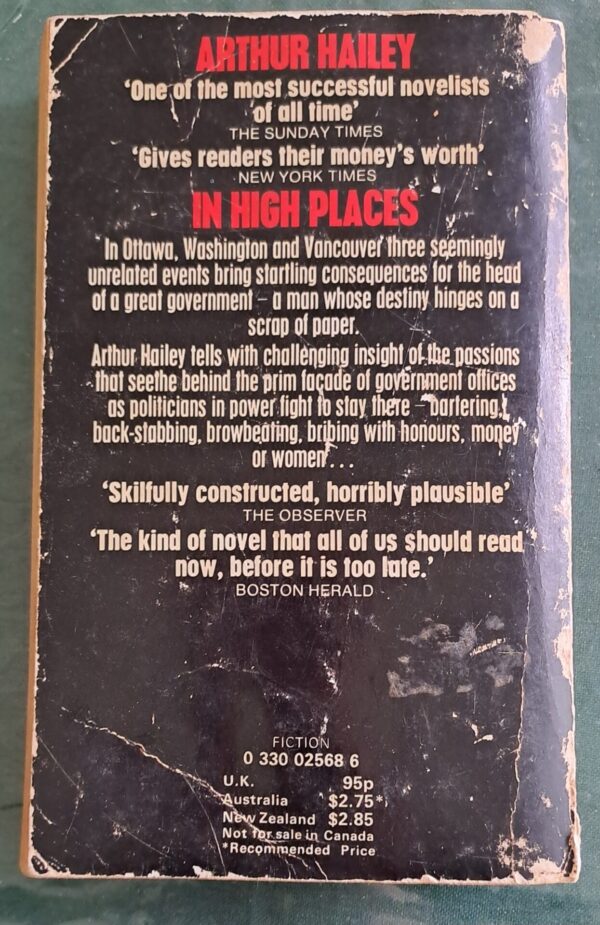 ARTHUR HAILEY
‘One of the most successful novelists
of all time’
THE SUNDAY TIMES
‘Gives readers their money's worth’
NEW YORK TIMES
IN HIGH PLACES
In Ottawa, Washington and Vancouver three seemingly
unrelated events bring startling consequences for the head
of a great government – a man whose destiny hinges on a
scrap of paper.
Arthur Hailey tells with challenging insight of the passions
that seethe behind the prim façade of government offices
as politicians in power fight to stay there – bartering,
back-stabbing, browbeating, bribing with honours, money
or women . . .
‘Skilfully constructed, horribly plausible’
THE OBSERVER
‘The kind of novel that all of us should read
now, before it is too late.’
BOSTON HERALD
FICTION
0 330 02568 6
U.K. 95p
Australia $2.75*
New Zealand $2.85
Not for sale in Canada
*Recommended Price